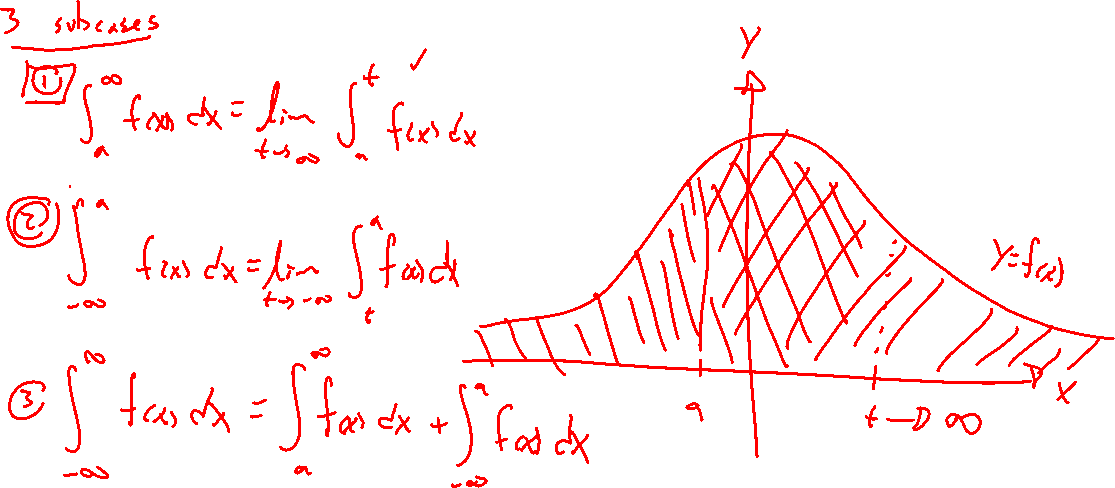 3 subcases
① ∫_a^∞ f(x) dx = lim_{t→∞} ∫_a^t f(x) dx ✓
② ∫_{-∞}^a f(x) dx = lim_{t→-∞} ∫_t^a f(x) dx
③ ∫_{-∞}^∞ f(x) dx = ∫_a^∞ f(x) dx + ∫_{-∞}^a f(x) dx
Y
Y=f(x)
X
a
t → ∞